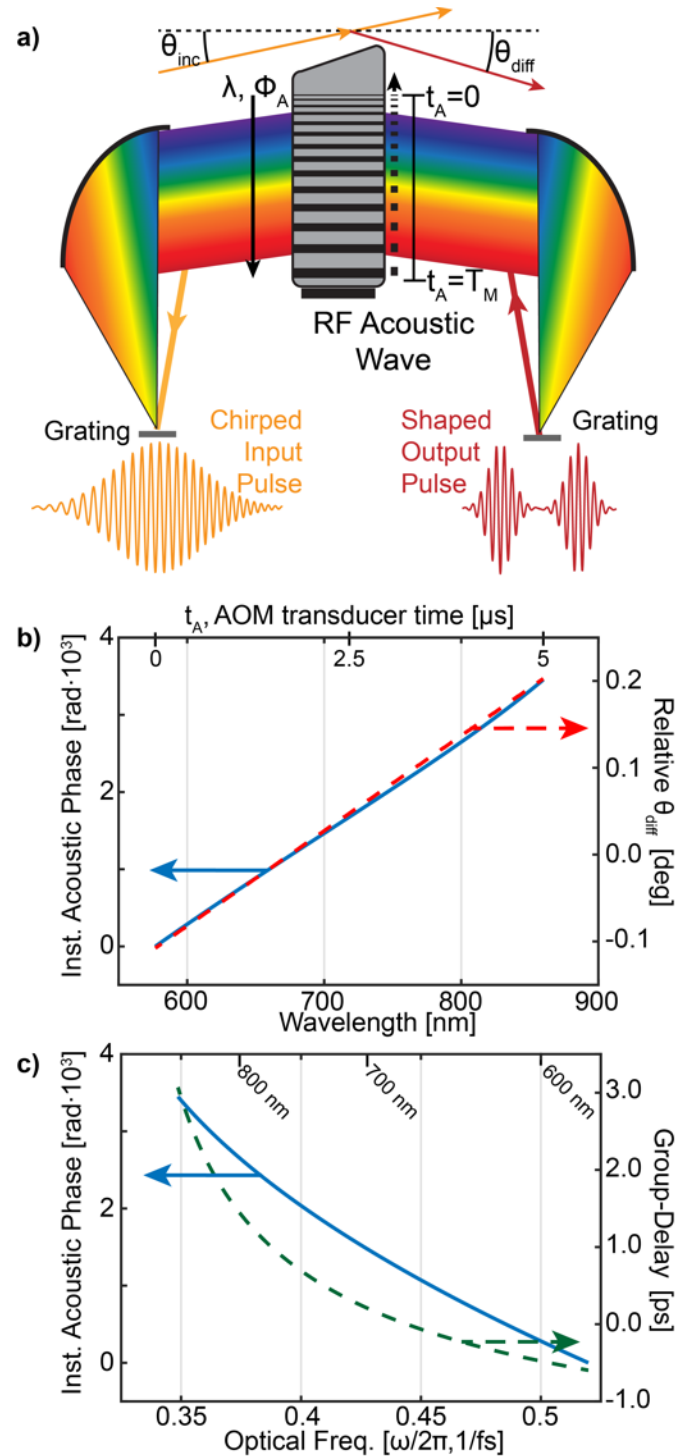 a)
θinc
θdiff
λ, ΦA
tA=0
tA=TM
RF Acoustic
Wave
Grating
Chirped
Input
Pulse
Shaped
Output
Pulse
Grating
b)
tA, AOM transducer time [μs]
0
2.5
5
Inst. Acoustic Phase [rad·10³]
4
2
0
0.2
0.1
0.0
-0.1
Relative θdiff [deg]
600
700
800
900
Wavelength [nm]
c)
Inst. Acoustic Phase [rad·10³]
4
2
0
800 nm
700 nm
600 nm
3.0
2.0
1.0
0.0
-1.0
Group-Delay [ps]
0.35
0.4
0.45
0.5
Optical Freq. [ω/2π,1/fs]